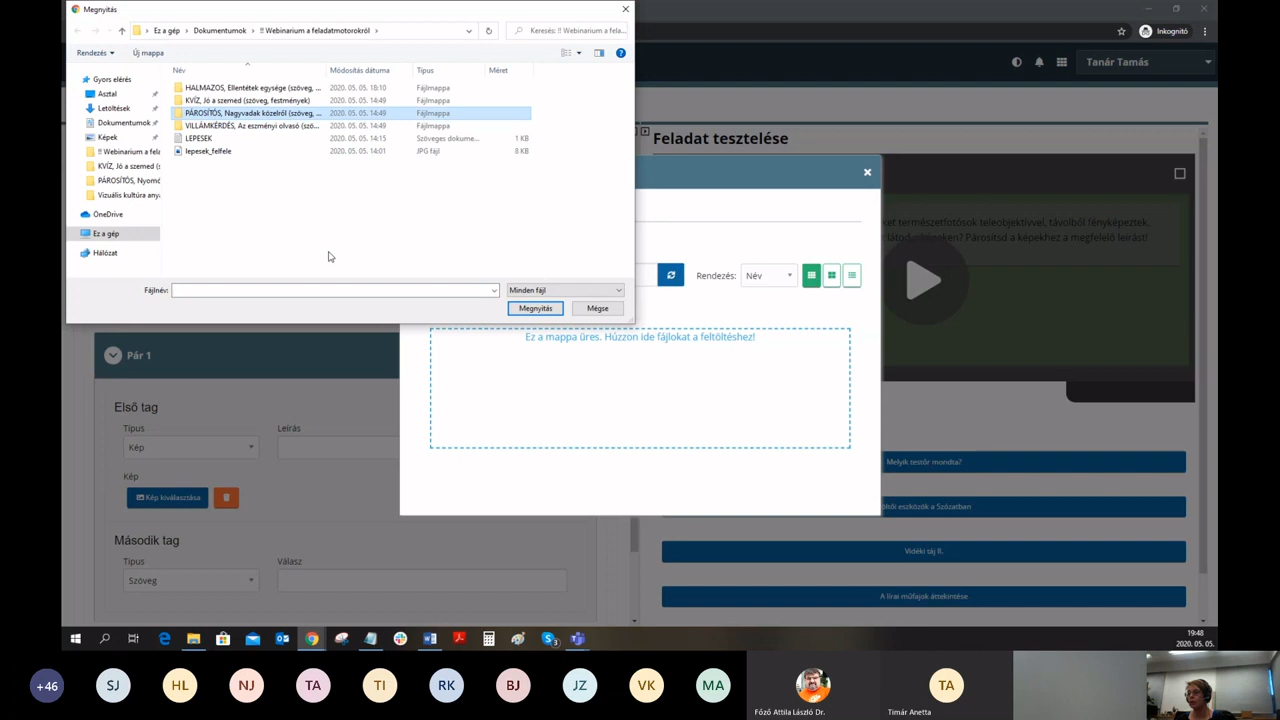 Megnyitás
Ez a gép
Dokumentumok
!! Webinarium a feladatmotorokról
Keresés: !! Webinarium a fela...
Inkognitó
Rendezés
Új mappa
Tanár Tamás
Név
Módosítás dátuma
Típus
Méret
Gyors elérés
Asztal
Letöltések
Dokumentumok
Képek
!! Webinarium a fela
KVÍZ, Jó a szemed (s
PÁROSÍTÓS, Nyomó
Vizuális kultúra anya
OneDrive
Ez a gép
Hálózat
HALMAZOS, Ellentétek egysége (szöveg, ...
2020. 05. 05. 18:10
Fájlmappa
KVÍZ, Jó a szemed (szöveg, festmények)
2020. 05. 05. 14:49
Fájlmappa
PÁROSÍTÓS, Nagyvadak közelről (szöveg, ...
2020. 05. 05. 14:49
Fájlmappa
VILLÁMKÉRDÉS, Az eszményi olvasó (szö...
2020. 05. 05. 14:49
Fájlmappa
LEPESEK
2020. 05. 05. 14:15
Szöveges dokume...
1 KB
lepesek_felfele
2020. 05. 05. 14:01
JPG fájl
8 KB
Fájlnév:
Minden fájl
Megnyitás
Mégse
Feladat tesztelése
ket természetfotósok teleobjektívvel, távolból fényképeztek.
Párosítsd a képekhez a megfelelő leírást!
Rendezés:
Név
Ez a mappa üres. Húzzon ide fájlokat a feltöltéshez!
Pár 1
Első tag
Típus
Leírás
Kép
Kép
Kép kiválasztása
Második tag
Típus
Válasz
Szöveg
Melyik testőr mondta?
öltői eszközök a Szózatban
Vidéki táj II.
A lírai műfajok áttekintése
3
19:48
2020. 05. 05.
+46
SJ
HL
NJ
TA
TI
RK
BJ
JZ
VK
MA
TA
Főző Attila László Dr.
Tímár Anetta